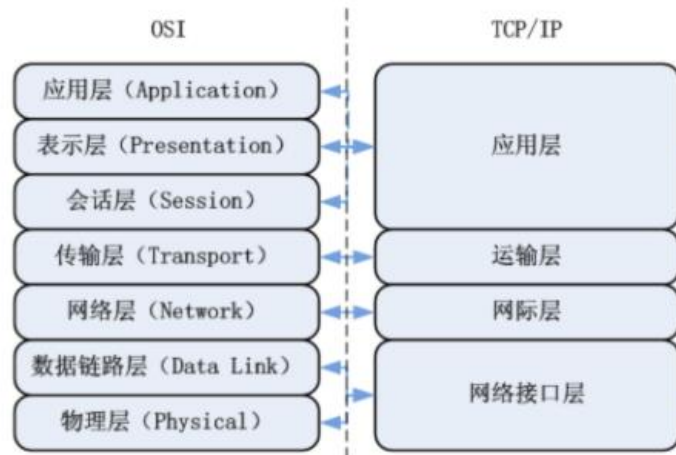 OSI
TCP/IP
应用层（Application）
表示层（Presentation）
会话层（Session）
传输层（Transport）
网络层（Network）
数据链路层（Data Link）
物理层（Physical）
应用层
运输层
网际层
网络接口层